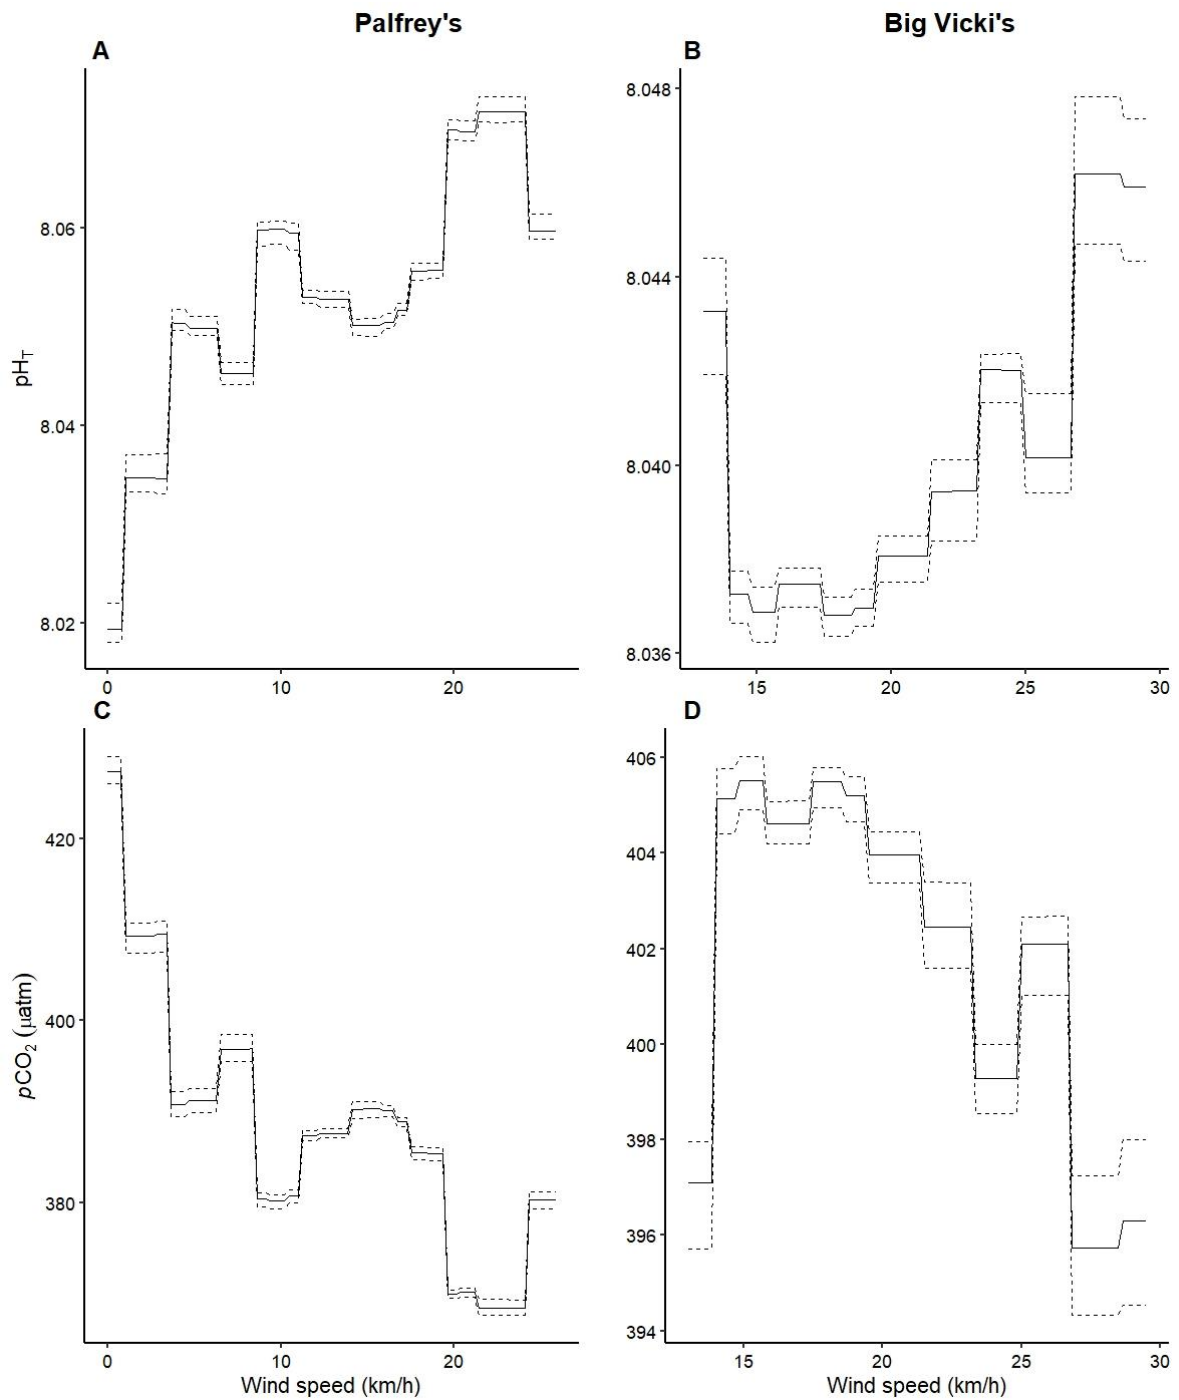 Palfrey's Big Vicki's
A B
8.048
8.06
8.044
pH_T
8.040
8.04
8.02
8.036
0 10 20 15 20 25 30
C D
406
420
404
402
pCO₂ (μatm)
400 400
398
380
396
394
0 10 20 15 20 25 30
Wind speed (km/h) Wind speed (km/h)